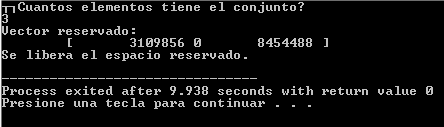 ╥Cuantos elementos tiene el conjunto?
3
Vector reservado:
[ 3109856 0 8454488 ]
Se libera el espacio reservado.
--------------------------------
Process exited after 9.938 seconds with return value 0
Presione una tecla para continuar . . .